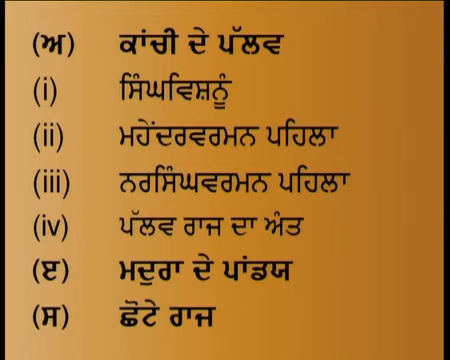 (ਅ) ਕਾਂਚੀ ਦੇ ਪੱਲਵ
(i) ਸਿੰਘਵਿਸ਼ਨੂੰ
(ii) ਮਹੇਂਦਰਵਰਮਨ ਪਹਿਲਾ
(iii) ਨਰਸਿੰਘਵਰਮਨ ਪਹਿਲਾ
(iv) ਪੱਲਵ ਰਾਜ ਦਾ ਅੰਤ
(ੲ) ਮਦੁਰਾ ਦੇ ਪਾਂਡਯ
(ਸ) ਛੋਟੇ ਰਾਜ